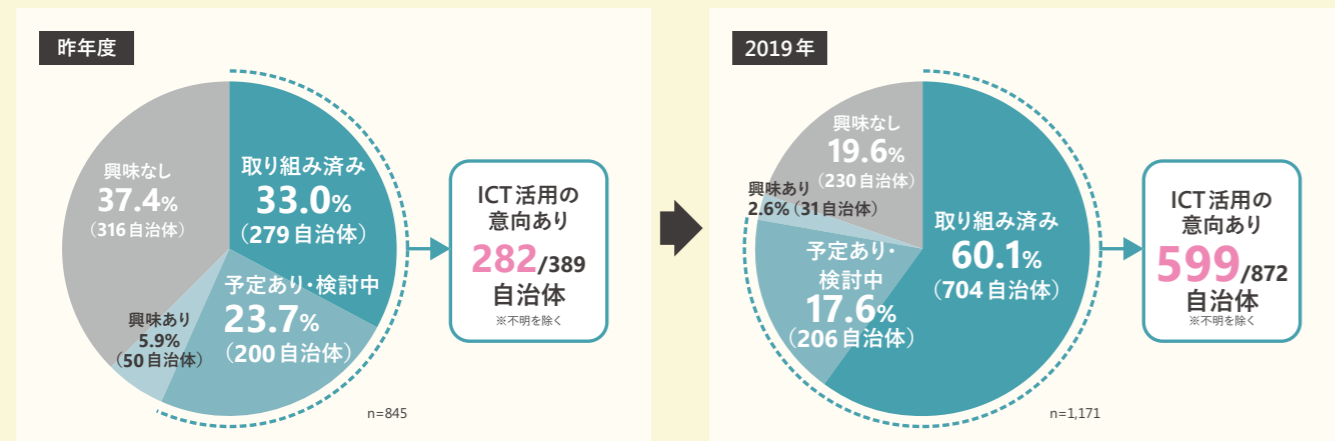 昨年度
興味なし
37.4%
（316自治体）
取り組み済み
33.0%
（279自治体）
予定あり・検討中
23.7%
（200自治体）
興味あり
5.9%
（50自治体）
ICT活用の
意向あり
282/389
自治体
※不明を除く
n=845
2019年
興味なし
19.6%
（230自治体）
興味あり
2.6%（31自治体）
取り組み済み
60.1%
（704自治体）
予定あり・
検討中
17.6%
（206自治体）
ICT活用の
意向あり
599/872
自治体
※不明を除く
n=1,171